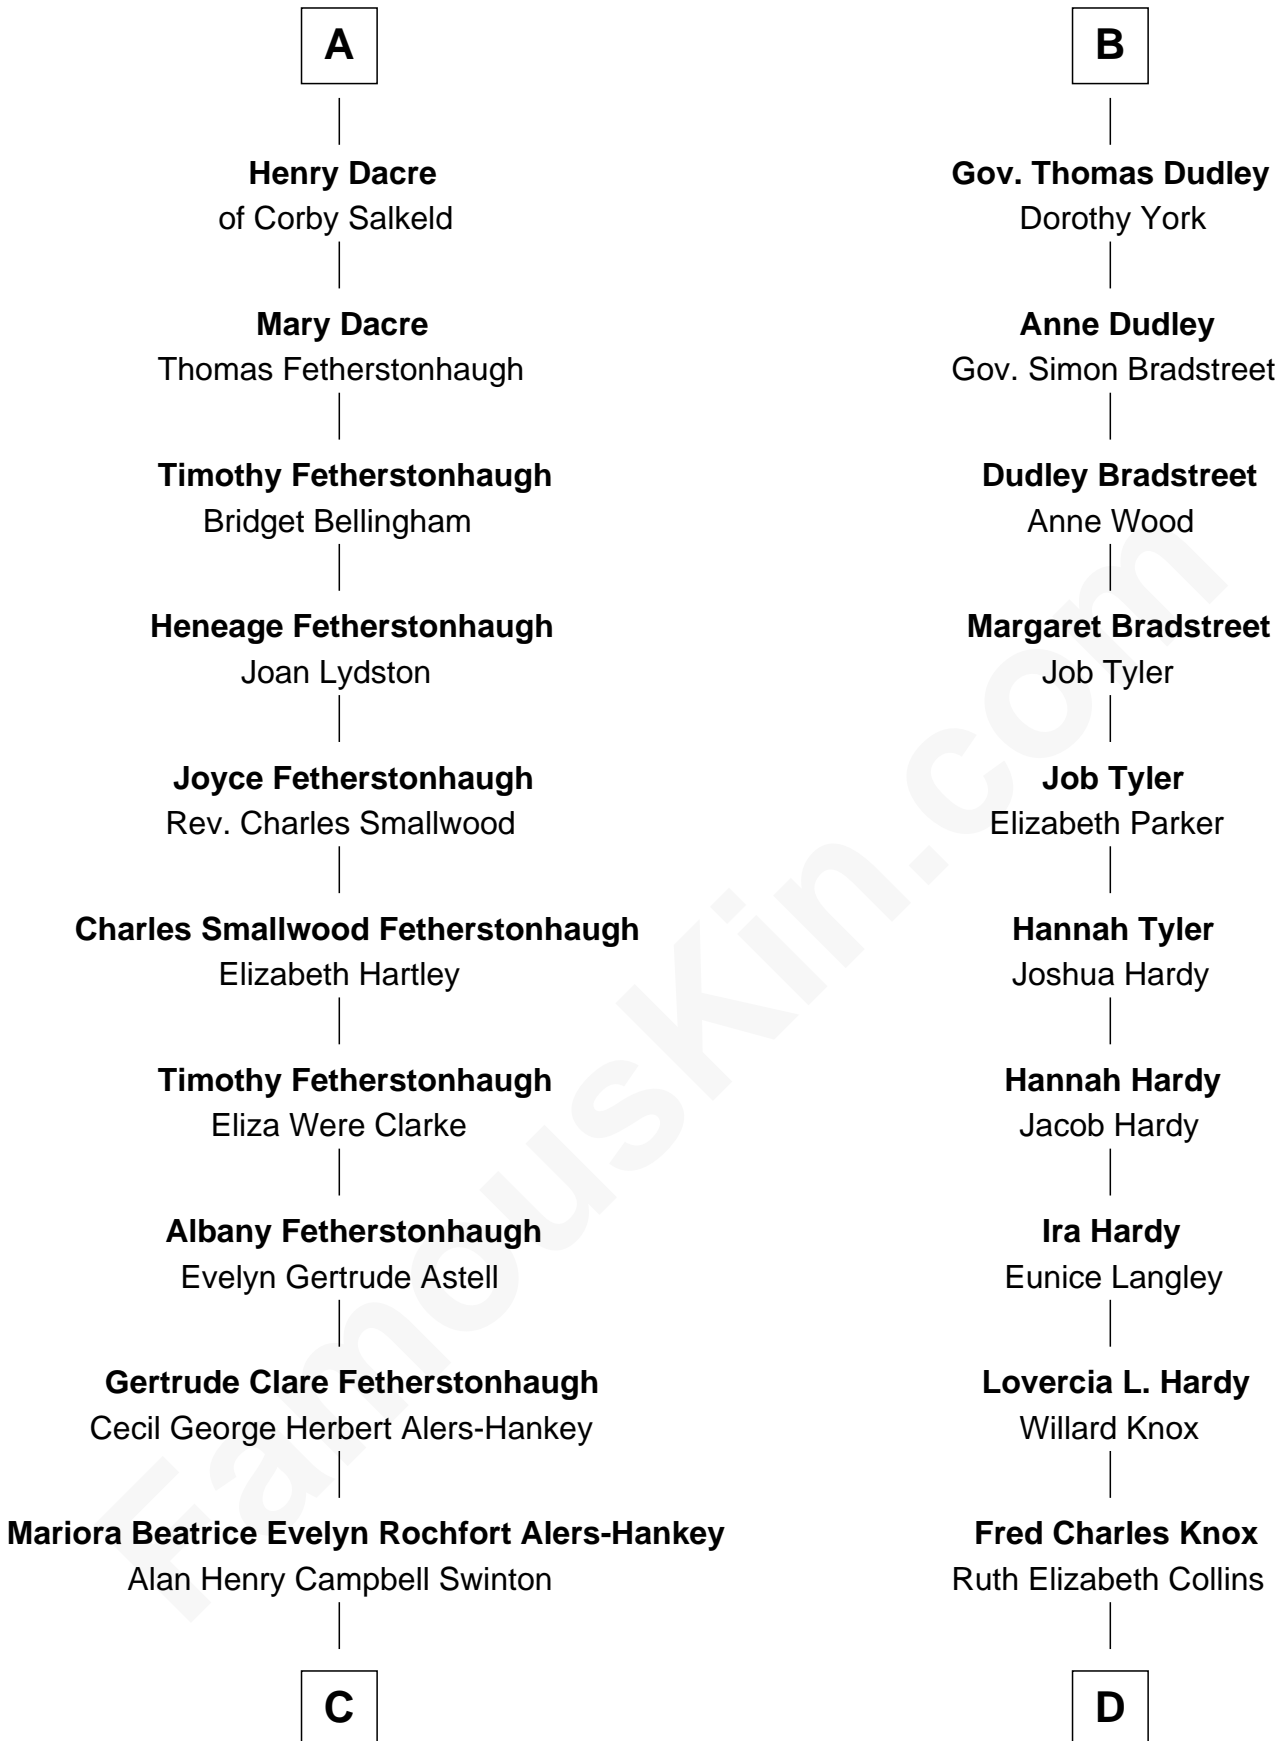 A
Henry Dacre
of Corby Salkeld
Mary Dacre
Thomas Fetherstonhaugh
Timothy Fetherstonhaugh
Bridget Bellingham
Heneage Fetherstonhaugh
Joan Lydston
Joyce Fetherstonhaugh
Rev. Charles Smallwood
Charles Smallwood Fetherstonhaugh
Elizabeth Hartley
Timothy Fetherstonhaugh
Eliza Were Clarke
Albany Fetherstonhaugh
Evelyn Gertrude Astell
Gertrude Clare Fetherstonhaugh
Cecil George Herbert Alers-Hankey
Mariora Beatrice Evelyn Rochfort Alers-Hankey
Alan Henry Campbell Swinton
C
B
Gov. Thomas Dudley
Dorothy York
Anne Dudley
Gov. Simon Bradstreet
Dudley Bradstreet
Anne Wood
Margaret Bradstreet
Job Tyler
Job Tyler
Elizabeth Parker
Hannah Tyler
Joshua Hardy
Hannah Hardy
Jacob Hardy
Ira Hardy
Eunice Langley
Lovercia L. Hardy
Willard Knox
Fred Charles Knox
Ruth Elizabeth Collins
D
FamousKin.com